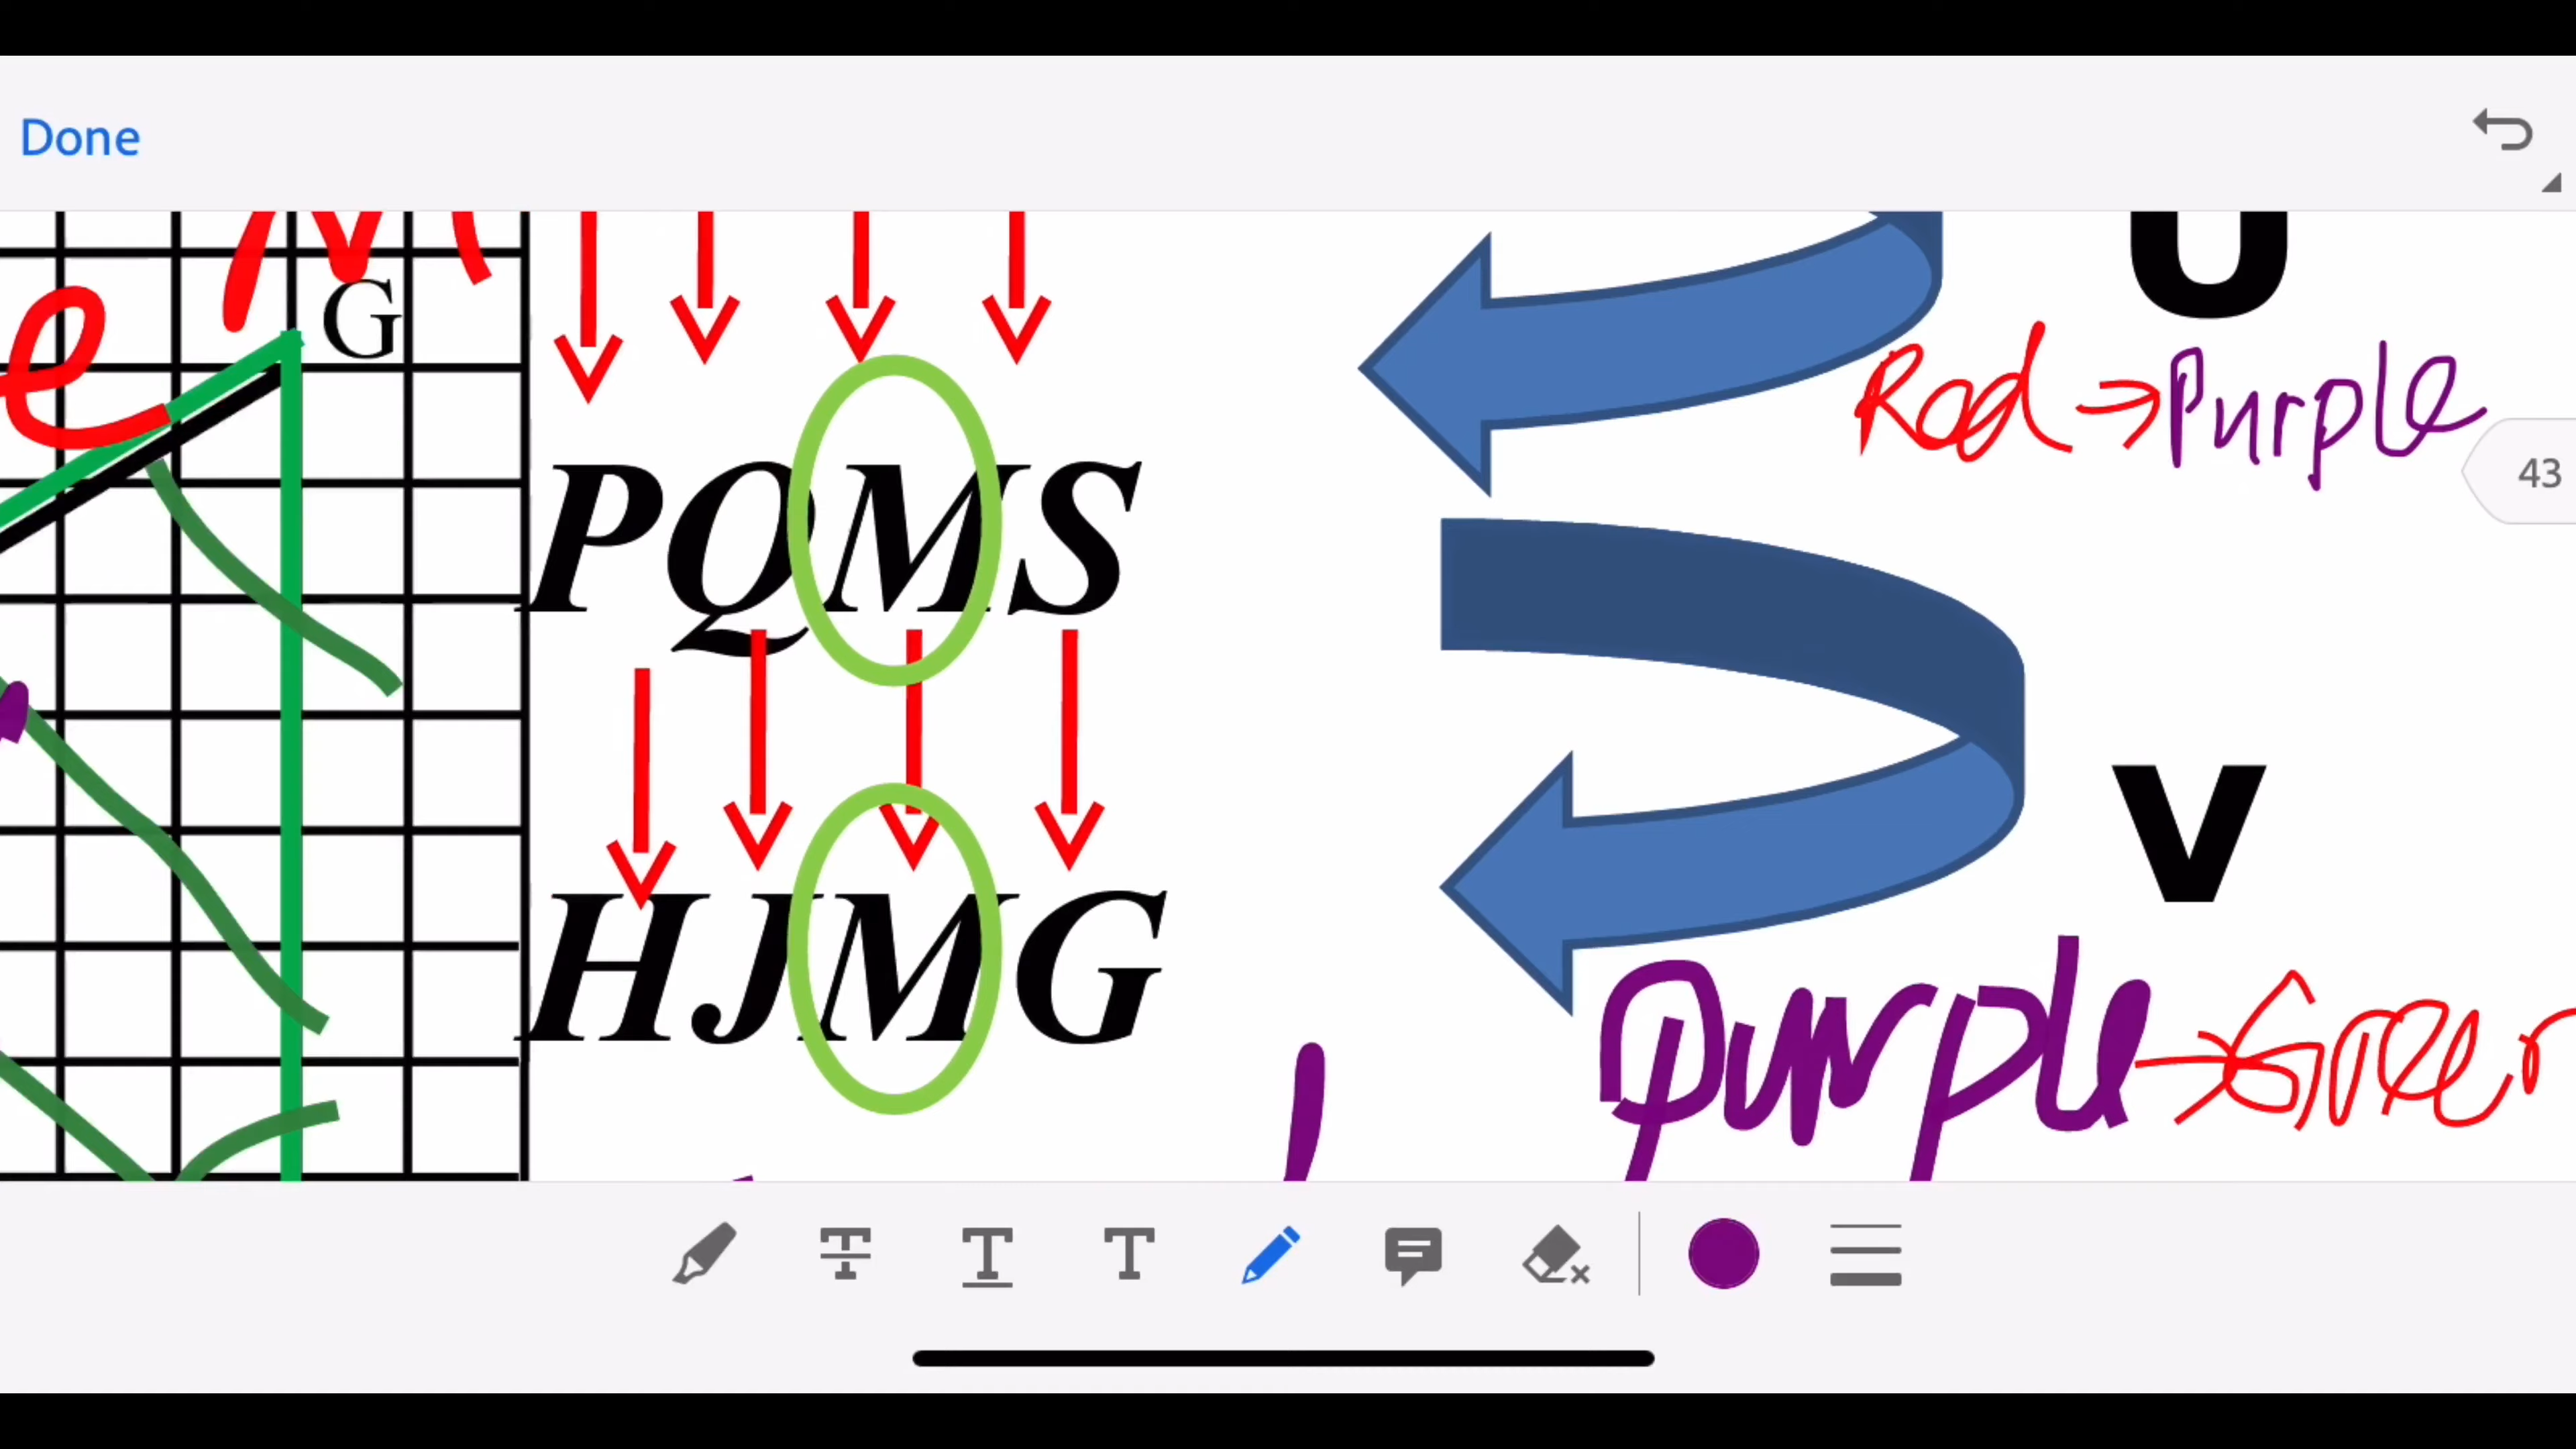 Done
U
G
Red → Purple
43
PQMS
V
HJMG
Purple → Green
T T T